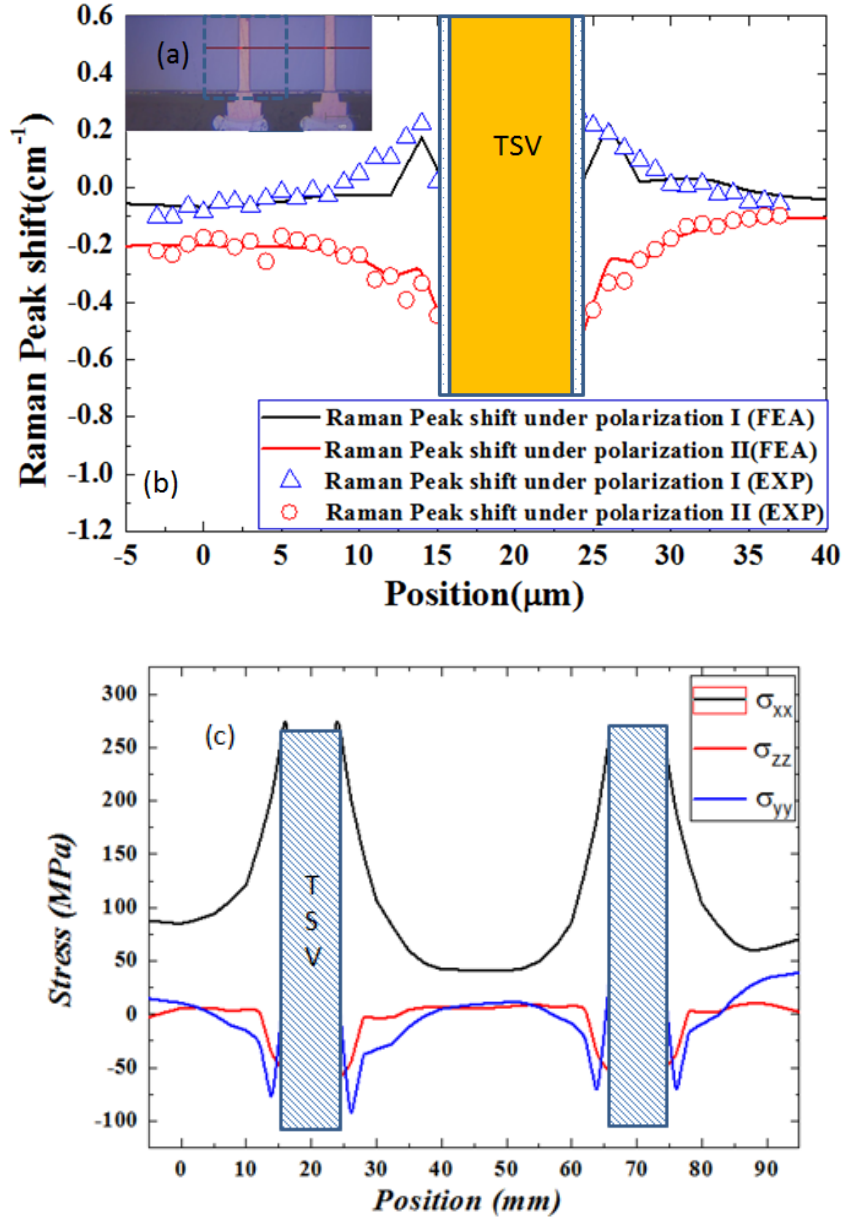 (a)
TSV
0.6
0.4
0.2
0.0
-0.2
-0.4
-0.6
-0.8
-1.0
-1.2
Raman Peak shift(cm⁻¹)
Raman Peak shift under polarization I (FEA)
Raman Peak shift under polarization II(FEA)
Raman Peak shift under polarization I (EXP)
Raman Peak shift under polarization II (EXP)
(b)
-5 0 5 10 15 20 25 30 35 40
Position(μm)
300
250
200
150
100
50
0
-50
-100
Stress (MPa)
(c)
σxx
σzz
σyy
T
S
V
0 10 20 30 40 50 60 70 80 90
Position (mm)